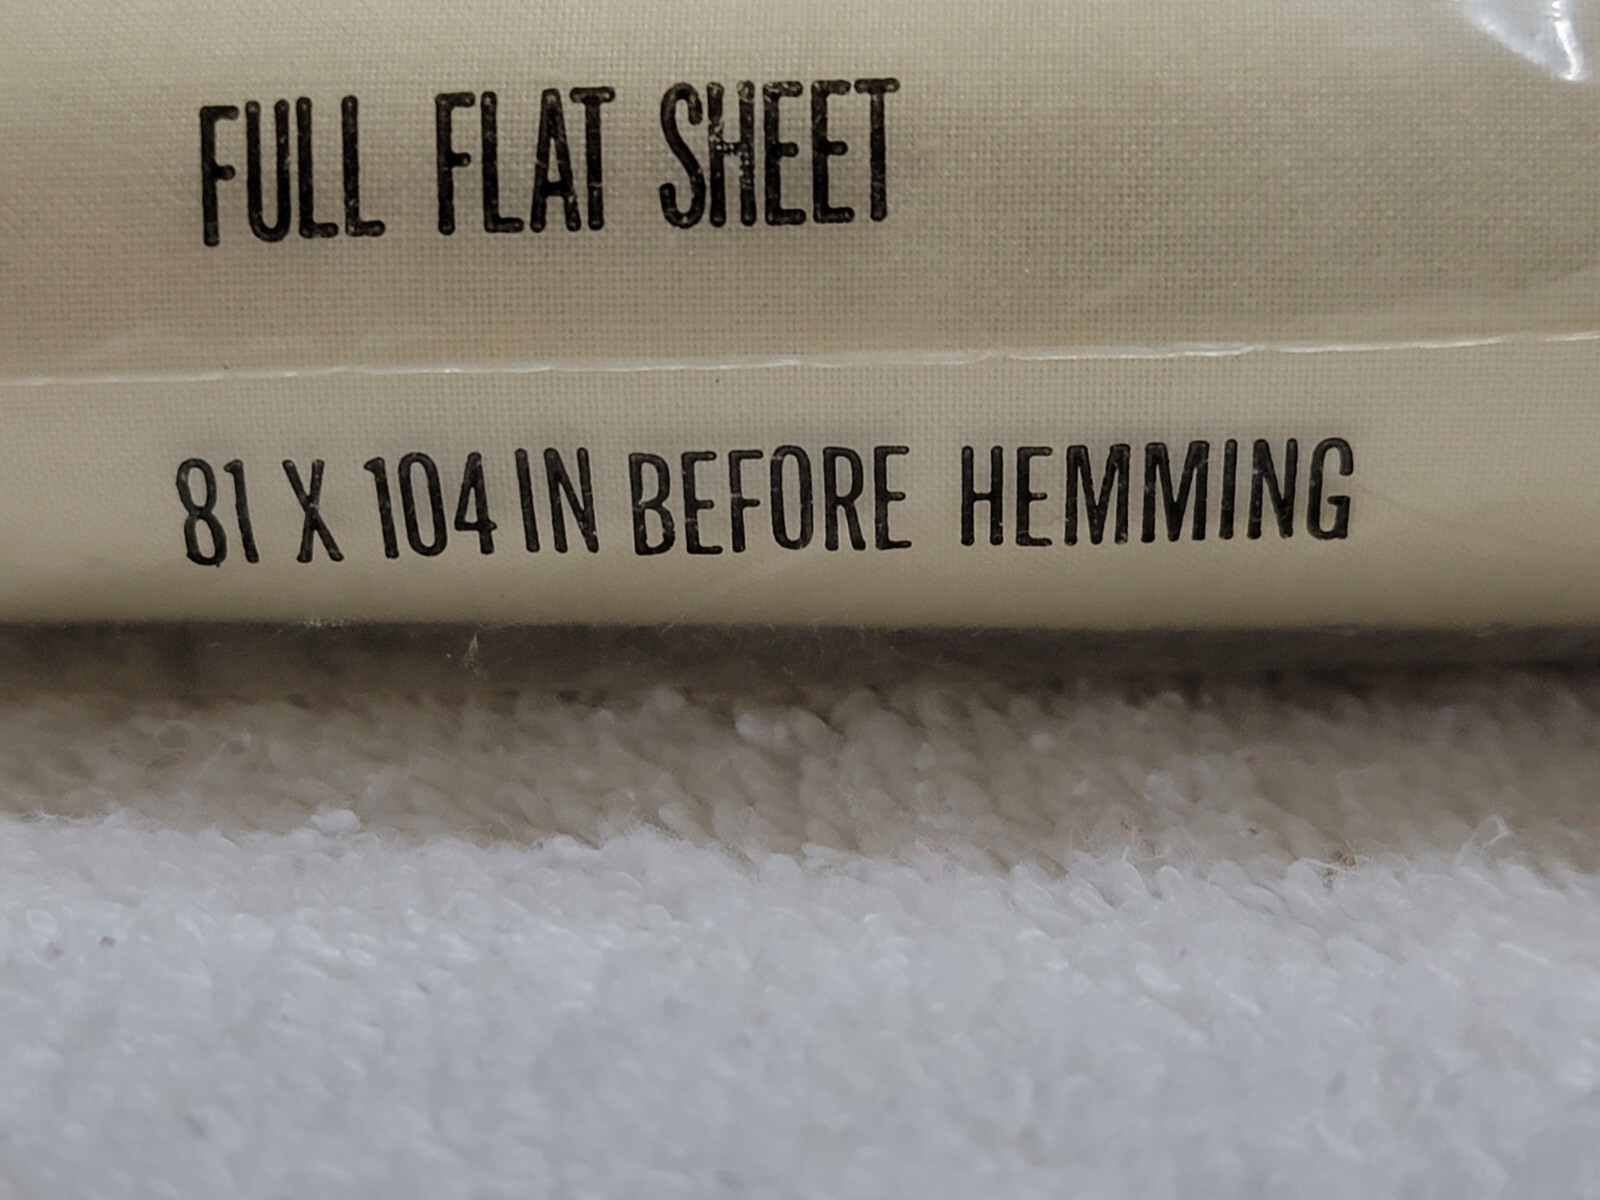 FULL FLAT SHEET
81 X 104 IN BEFORE HEMMING